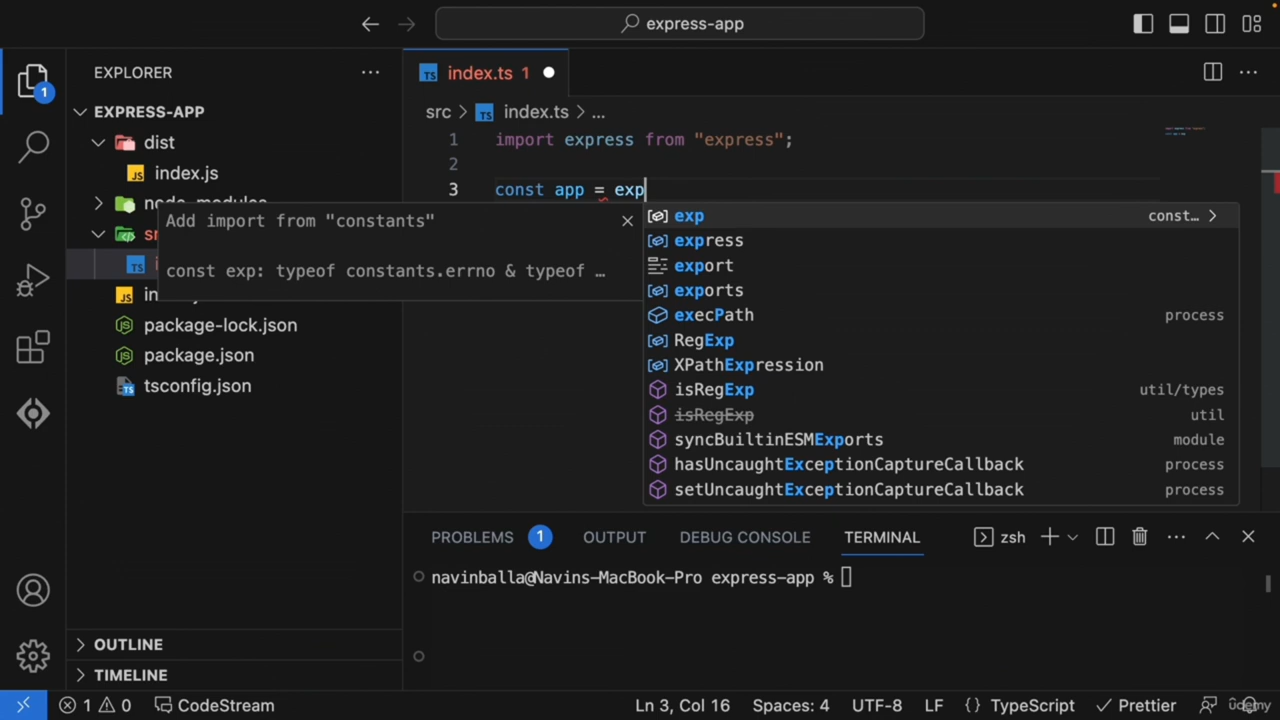 express-app
EXPLORER
EXPRESS-APP
dist
index.js
node_modules
package-lock.json
package.json
tsconfig.json
OUTLINE
TIMELINE
1
index.ts 1
src > index.ts > ...
1 import express from "express";
2
3 const app = exp
Add import from "constants"
const exp: typeof constants.errno & typeof …
exp const… >
express
export
exports
execPath process
RegExp
XPathExpression
isRegExp util/types
isRegExp util
syncBuiltinESMExports module
hasUncaughtExceptionCaptureCallback process
setUncaughtExceptionCaptureCallback process
PROBLEMS 1 OUTPUT DEBUG CONSOLE TERMINAL zsh
navinballa@Navins-MacBook-Pro express-app %
1 0 CodeStream Ln 3, Col 16 Spaces: 4 UTF-8 LF {} TypeScript Prettier
udemy